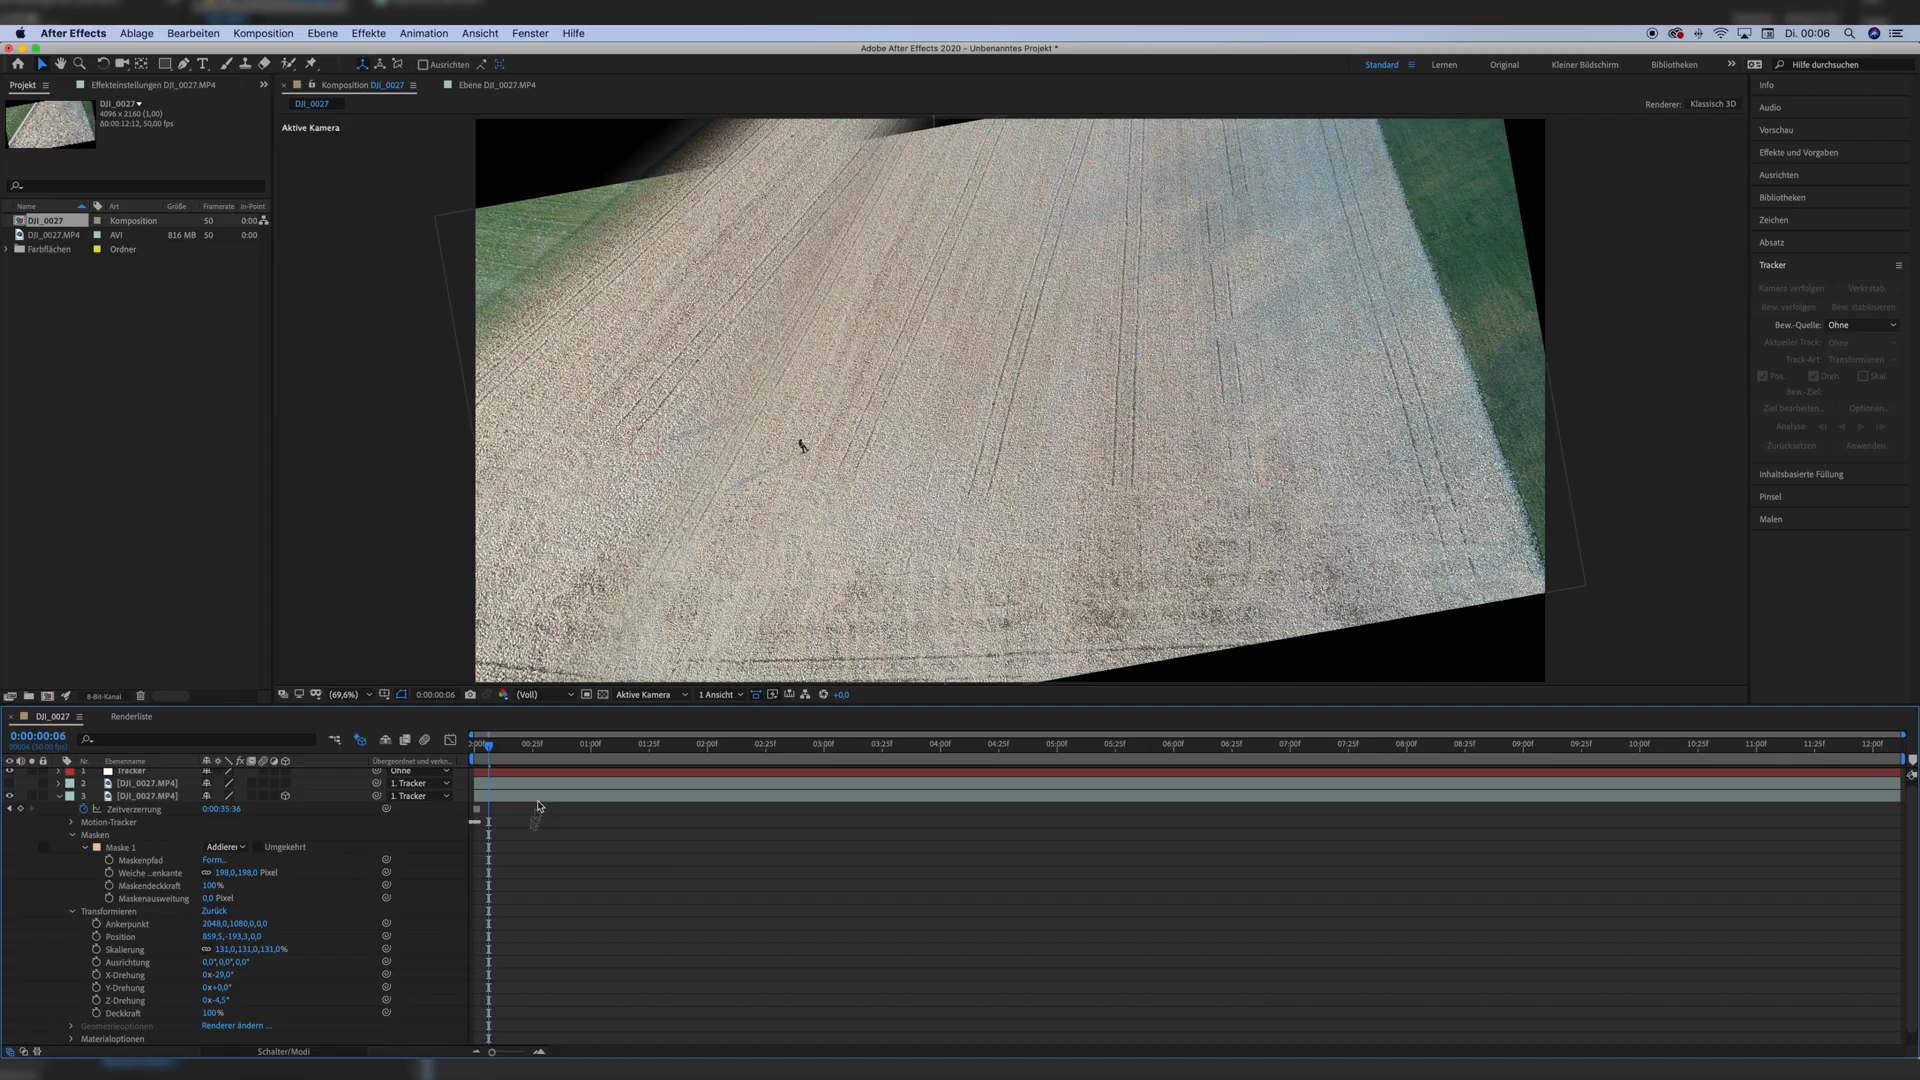 After Effects Ablage Bearbeiten Komposition Ebene Effekte Animation Ansicht Fenster Hilfe Di. 00:06
Adobe After Effects 2020 - Unbenanntes Projekt *
Ausrichten Standard Lernen Original Kleiner Bildschirm Bibliotheken Hilfe durchsuchen
Projekt Effekteinstellungen DJI_0027.MP4 Komposition DJI_0027 Ebene DJI_0027.MP4
DJI_0027
4096 x 2160 (1,00)
Δ0:00:12:12, 50,00 fps
DJI_0027
Renderer: Klassisch 3D
Aktive Kamera
Name Art Größe Framerate In-Point
DJI_0027 Komposition 50 0:00
DJI_0027.MP4 AVI 816 MB 50 0:00
Farbflächen Ordner
Info
Audio
Vorschau
Effekte und Vorgaben
Ausrichten
Bibliotheken
Zeichen
Absatz
Tracker
Kamera verfolgen Verkr.stab.
Bew. verfolgen Bew. stabilisieren
Bew.-Quelle: Ohne
Aktueller Track: Ohne
Track-Art: Transformieren
Pos. Dreh. Skal.
Bew.-Ziel:
Ziel bearbeiten... Optionen...
Analyse:
Zurücksetzen Anwenden
Inhaltsbasierte Füllung
Pinsel
Malen
8-Bit-Kanal (69,6%) 0:00:00:06 (Voll) Aktive Kamera 1 Ansicht +0,0
DJI_0027 Renderliste
0:00:00:06
00006 (50.00 fps)
00:25f 01:00f 01:25f 02:00f 02:25f 03:00f 03:25f 04:00f 04:25f 05:00f 05:25f 06:00f 06:25f 07:00f 07:25f 08:00f 08:25f 09:00f 09:25f 10:00f 10:25f 11:00f 11:25f 12:00f
Nr. Ebenenname fx Übergeordnet und verkn...
1 Tracker Ohne
2 [DJI_0027.MP4] 1. Tracker
3 [DJI_0027.MP4] 1. Tracker
Zeitverzerrung 0:00:35:36
Motion-Tracker
Masken
Maske 1 Addieren Umgekehrt
Maskenpfad Form...
Weiche ...enkante 198,0,198,0 Pixel
Maskendeckkraft 100%
Maskenausweitung 0,0 Pixel
Transformieren Zurück
Ankerpunkt 2048,0,1080,0,0,0
Position 859,5,-193,3,0,0
Skalierung 131,0,131,0,131,0%
Ausrichtung 0,0°,0,0°,0,0°
X-Drehung 0x-29,0°
Y-Drehung 0x+0,0°
Z-Drehung 0x-4,5°
Deckkraft 100%
Geometrieoptionen Renderer ändern ...
Materialoptionen
Schalter/Modi